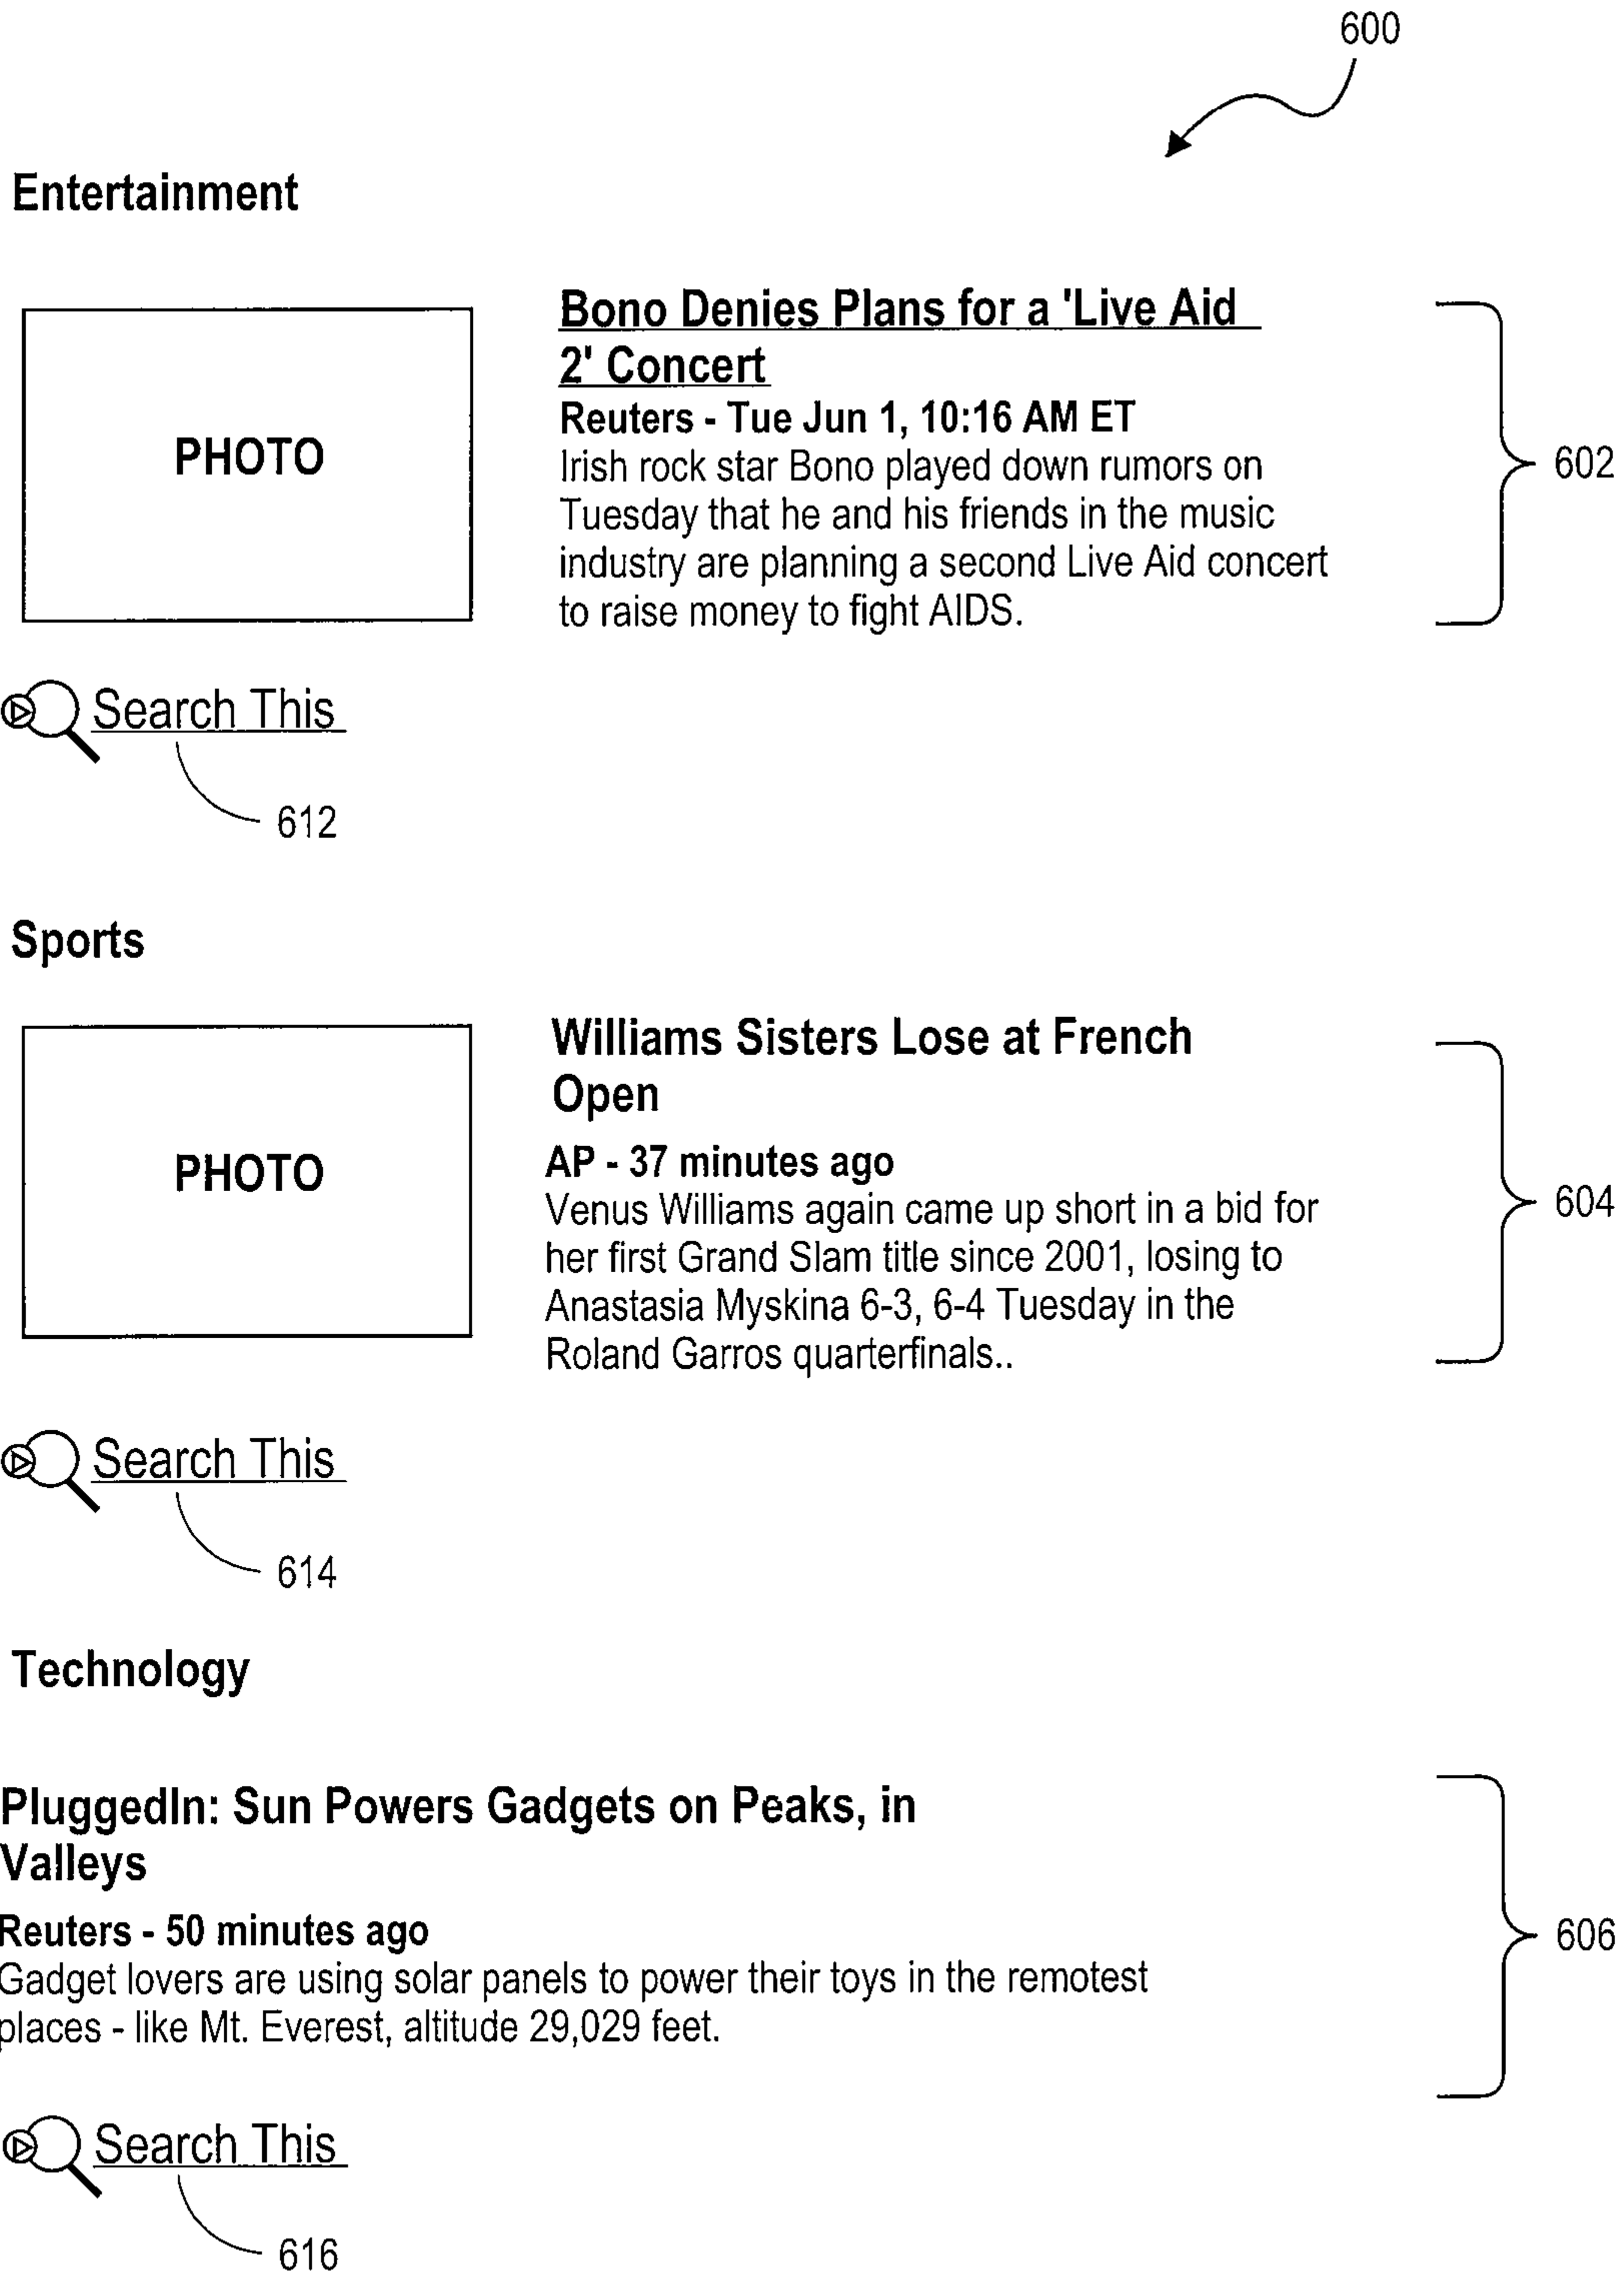 600
Entertainment
Bono Denies Plans for a 'Live Aid
2' Concert
Reuters - Tue Jun 1, 10:16 AM ET
Irish rock star Bono played down rumors on
Tuesday that he and his friends in the music
industry are planning a second Live Aid concert
to raise money to fight AIDS.
PHOTO
602
Search This
612
Sports
Williams Sisters Lose at French
Open
AP - 37 minutes ago
Venus Williams again came up short in a bid for
her first Grand Slam title since 2001, losing to
Anastasia Myskina 6-3, 6-4 Tuesday in the
Roland Garros quarterfinals..
PHOTO
604
Search This
614
Technology
PluggedIn: Sun Powers Gadgets on Peaks, in
Valleys
Reuters - 50 minutes ago
Gadget lovers are using solar panels to power their toys in the remotest
places - like Mt. Everest, altitude 29,029 feet.
606
Search This
616